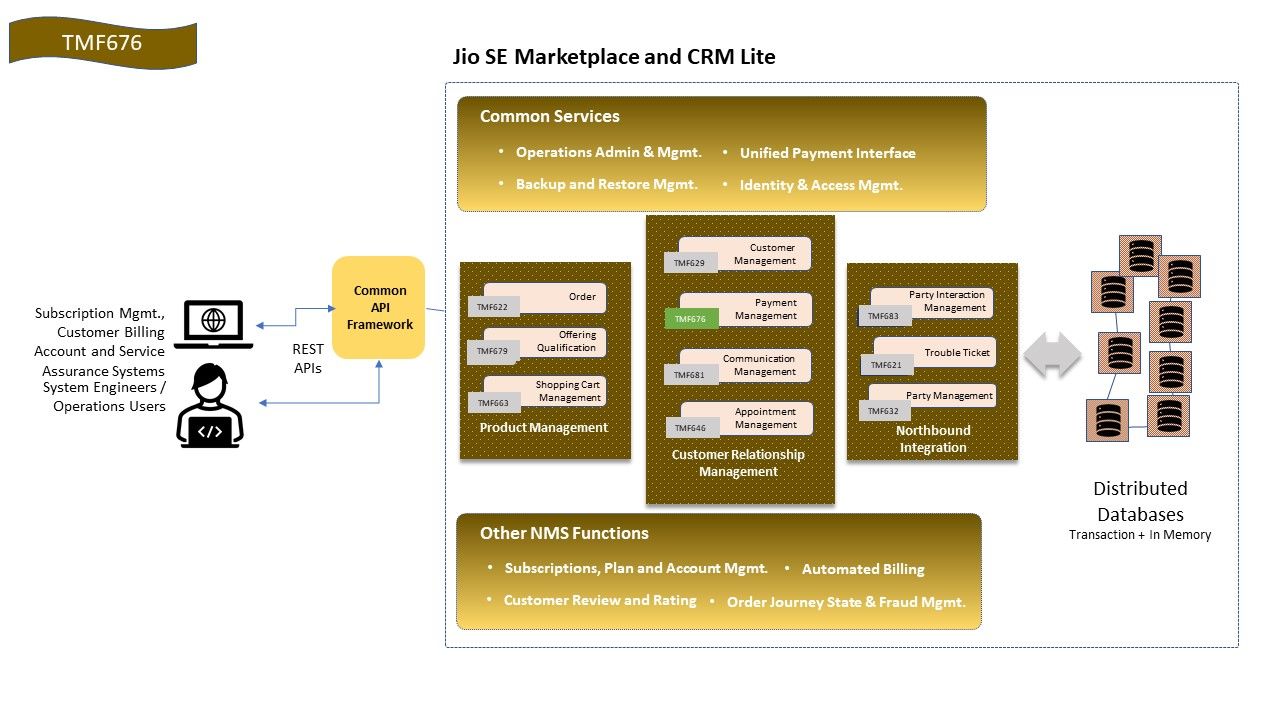 TMF676
Jio SE Marketplace and CRM Lite
Common Services
• Operations Admin & Mgmt.
• Unified Payment Interface
• Backup and Restore Mgmt.
• Identity & Access Mgmt.
Subscription Mgmt.,
Customer Billing
Account and Service
Assurance Systems
System Engineers /
Operations Users
REST
APIs
Common
API
Framework
Order
TMF622
Offering
Qualification
TMF679
Shopping Cart
Management
TMF663
Product Management
Customer
Management
TMF629
Payment
Management
TMF676
Communication
Management
TMF681
Appointment
Management
TMF646
Customer Relationship
Management
Party Interaction
Management
TMF683
Trouble Ticket
TMF621
Party Management
TMF632
Northbound
Integration
Distributed
Databases
Transaction + In Memory
Other NMS Functions
• Subscriptions, Plan and Account Mgmt.
• Automated Billing
• Customer Review and Rating
• Order Journey State & Fraud Mgmt.